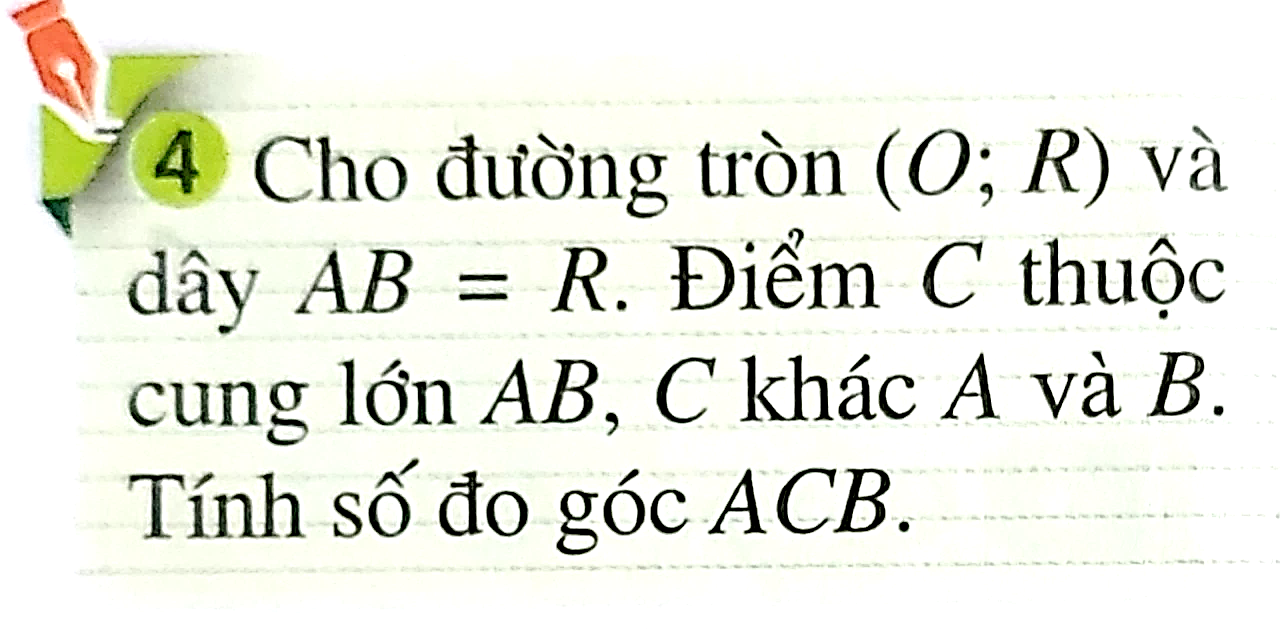 4 Cho đường tròn (O; R) và
dây AB = R. Điểm C thuộc
cung lớn AB, C khác A và B.
Tính số đo góc ACB.